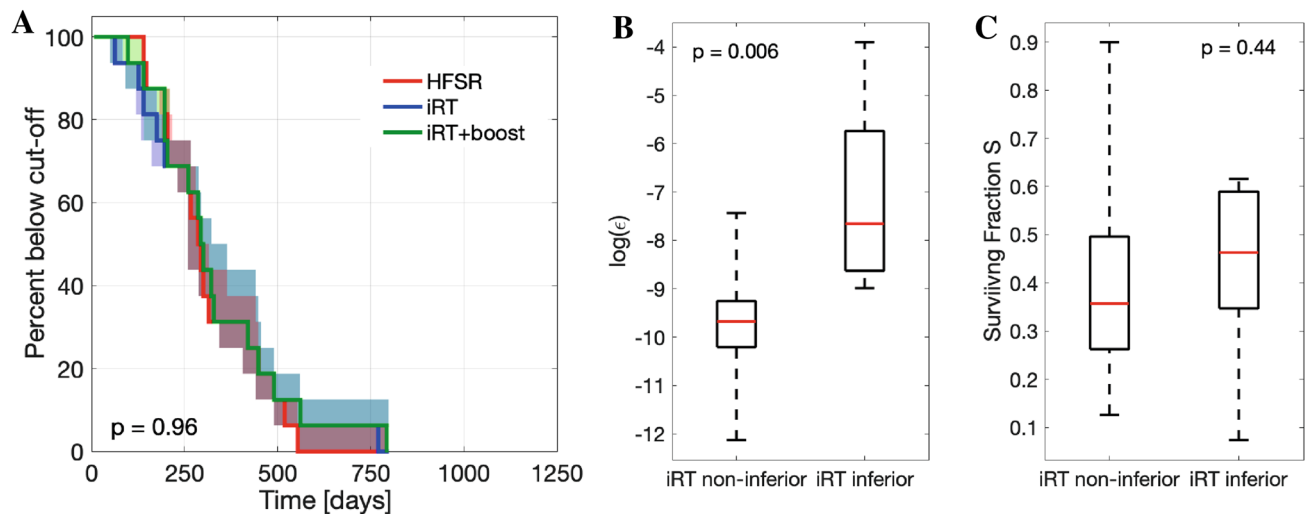 A
Percent below cut-off
100
80
60
40
20
0
HFSR
iRT
iRT+boost
p = 0.96
0 250 500 750 1000 1250
Time [days]
B
p = 0.006
log(ϵ)
-4
-5
-6
-7
-8
-9
-10
-11
-12
iRT non-inferior iRT inferior
C
p = 0.44
Surviivng Fraction S
0.9
0.8
0.7
0.6
0.5
0.4
0.3
0.2
0.1
iRT non-inferior iRT inferior